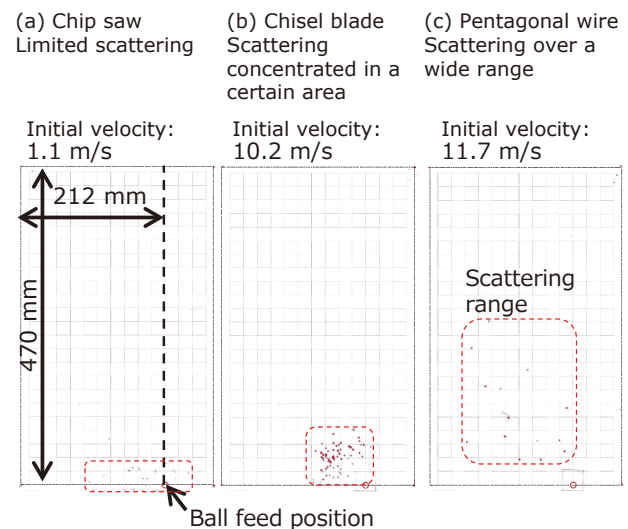 (a) Chip saw
Limited scattering
(b) Chisel blade
Scattering
concentrated in a
certain area
(c) Pentagonal wire
Scattering over a
wide range
Initial velocity:
1.1 m/s
Initial velocity:
10.2 m/s
Initial velocity:
11.7 m/s
212 mm
470 mm
Scattering
range
Ball feed position